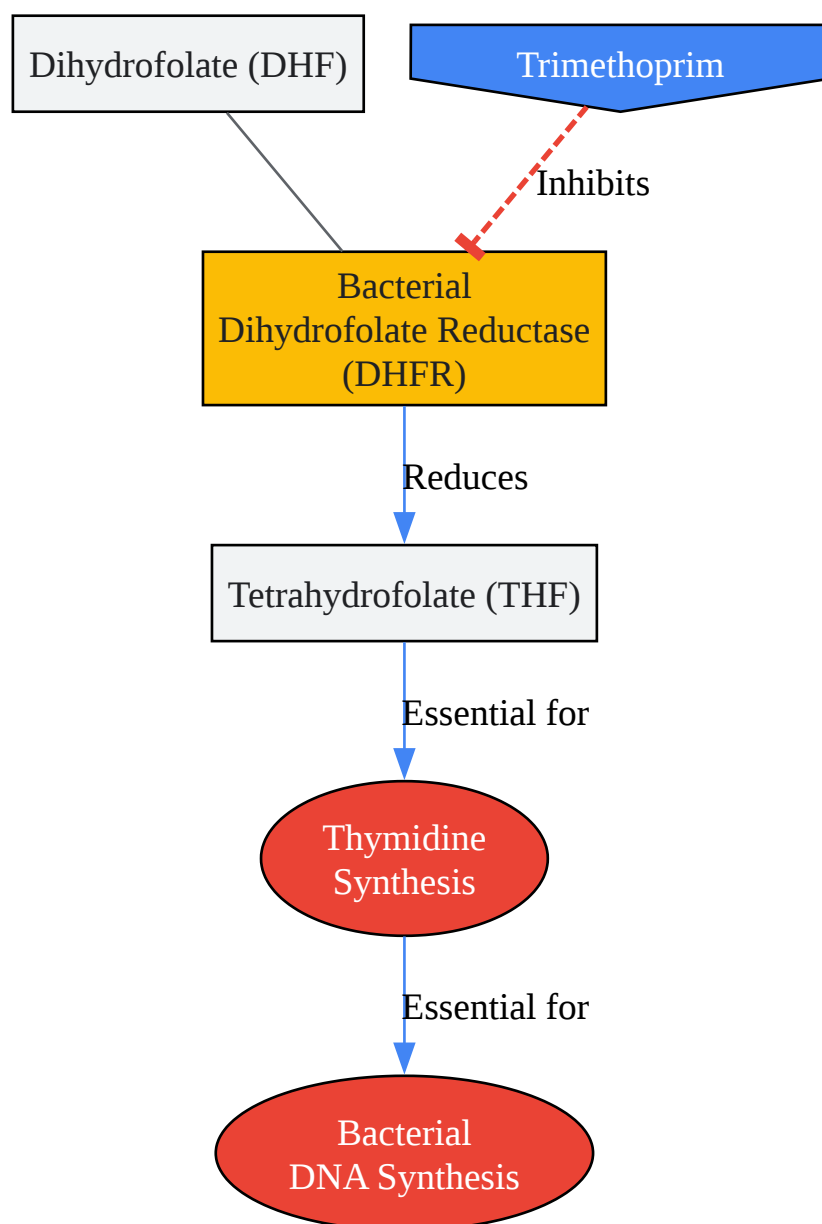 Dihydrofolate (DHF)
Trimethoprim
Inhibits
Bacterial
Dihydrofolate Reductase
(DHFR)
Reduces
Tetrahydrofolate (THF)
Essential for
Thymidine
Synthesis
Essential for
Bacterial
DNA Synthesis